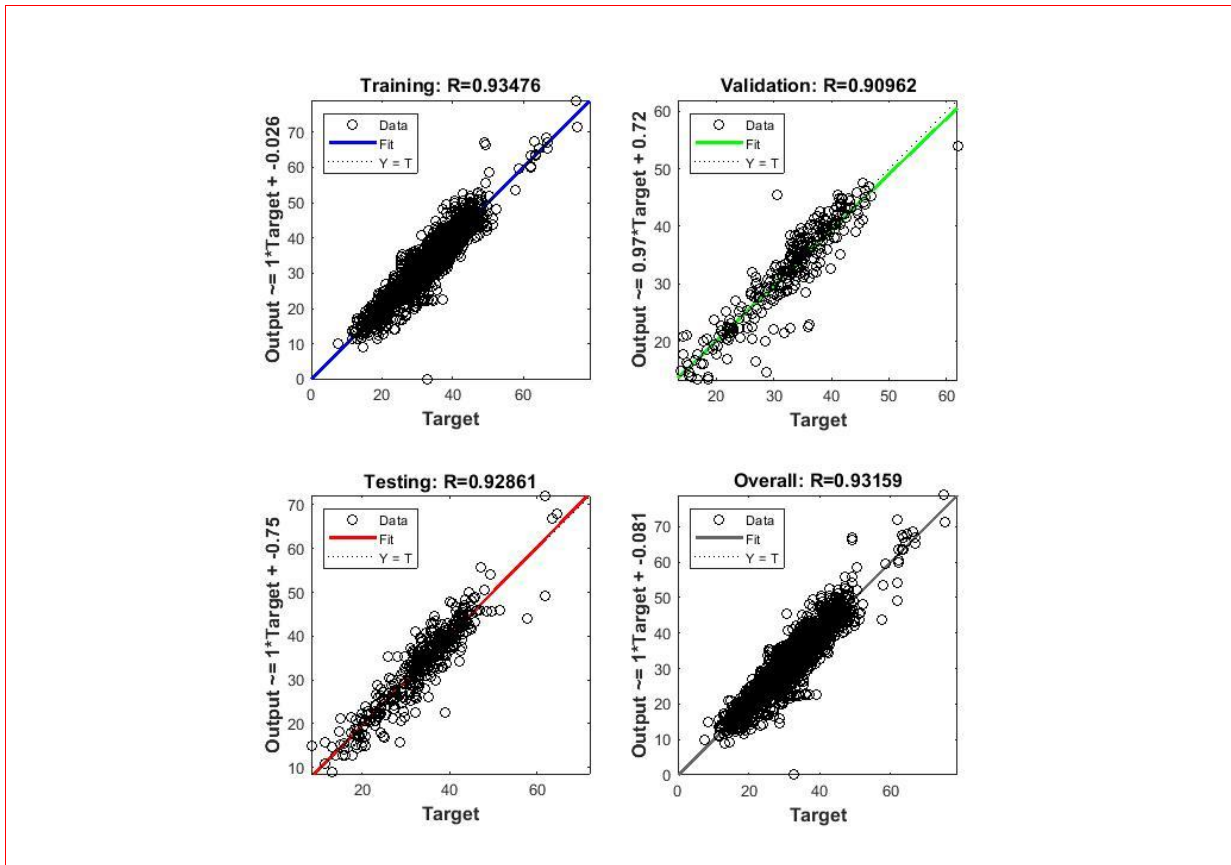 Training: R=0.93476
Output ~= 1*Target + -0.026
70
60
50
40
30
20
10
0
Data
Fit
Y = T
0
20
40
60
Target
Validation: R=0.90962
Output ~= 0.97*Target + 0.72
60
50
40
30
20
Data
Fit
Y = T
20
30
40
50
60
Target
Testing: R=0.92861
Output ~= 1*Target + -0.75
70
60
50
40
30
20
10
Data
Fit
Y = T
20
40
60
Target
Overall: R=0.93159
Output ~= 1*Target + -0.081
70
60
50
40
30
20
10
0
Data
Fit
Y = T
0
20
40
60
Target